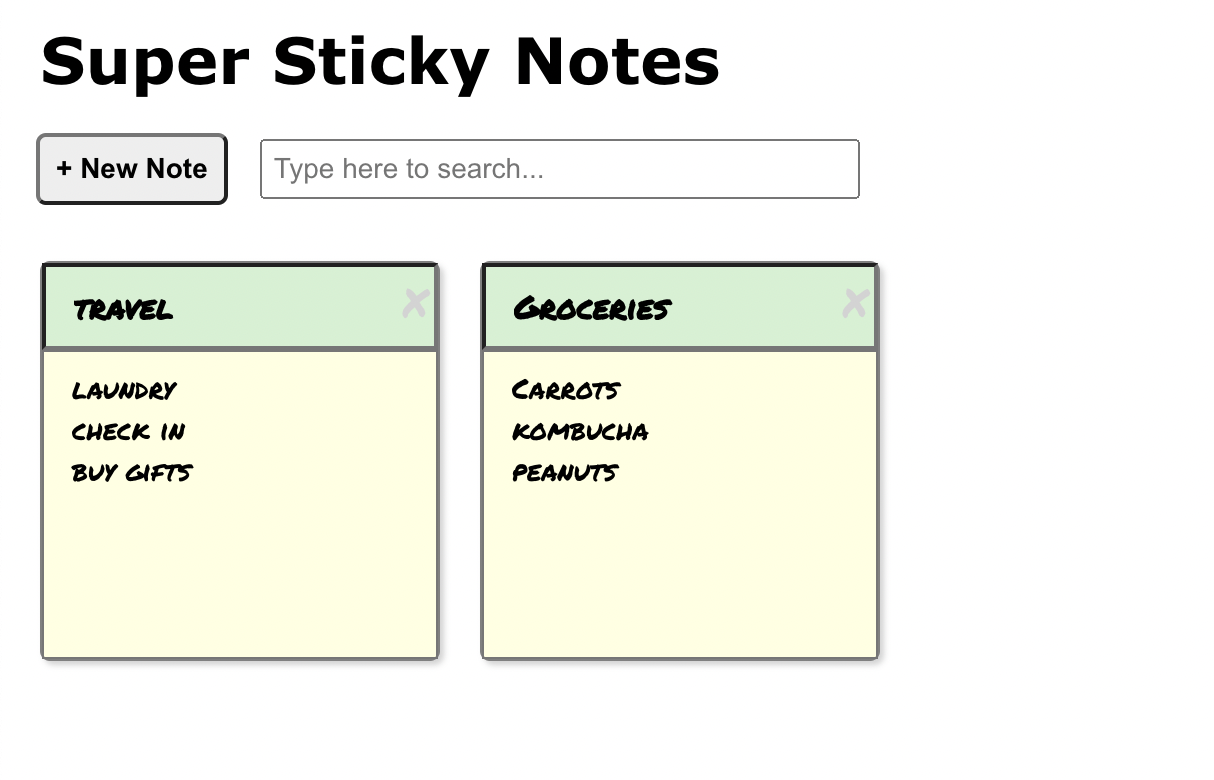 Super Sticky Notes
+ New Note
Type here to search...
travel
laundry
check in
buy gifts
Groceries
Carrots
kombucha
peanuts